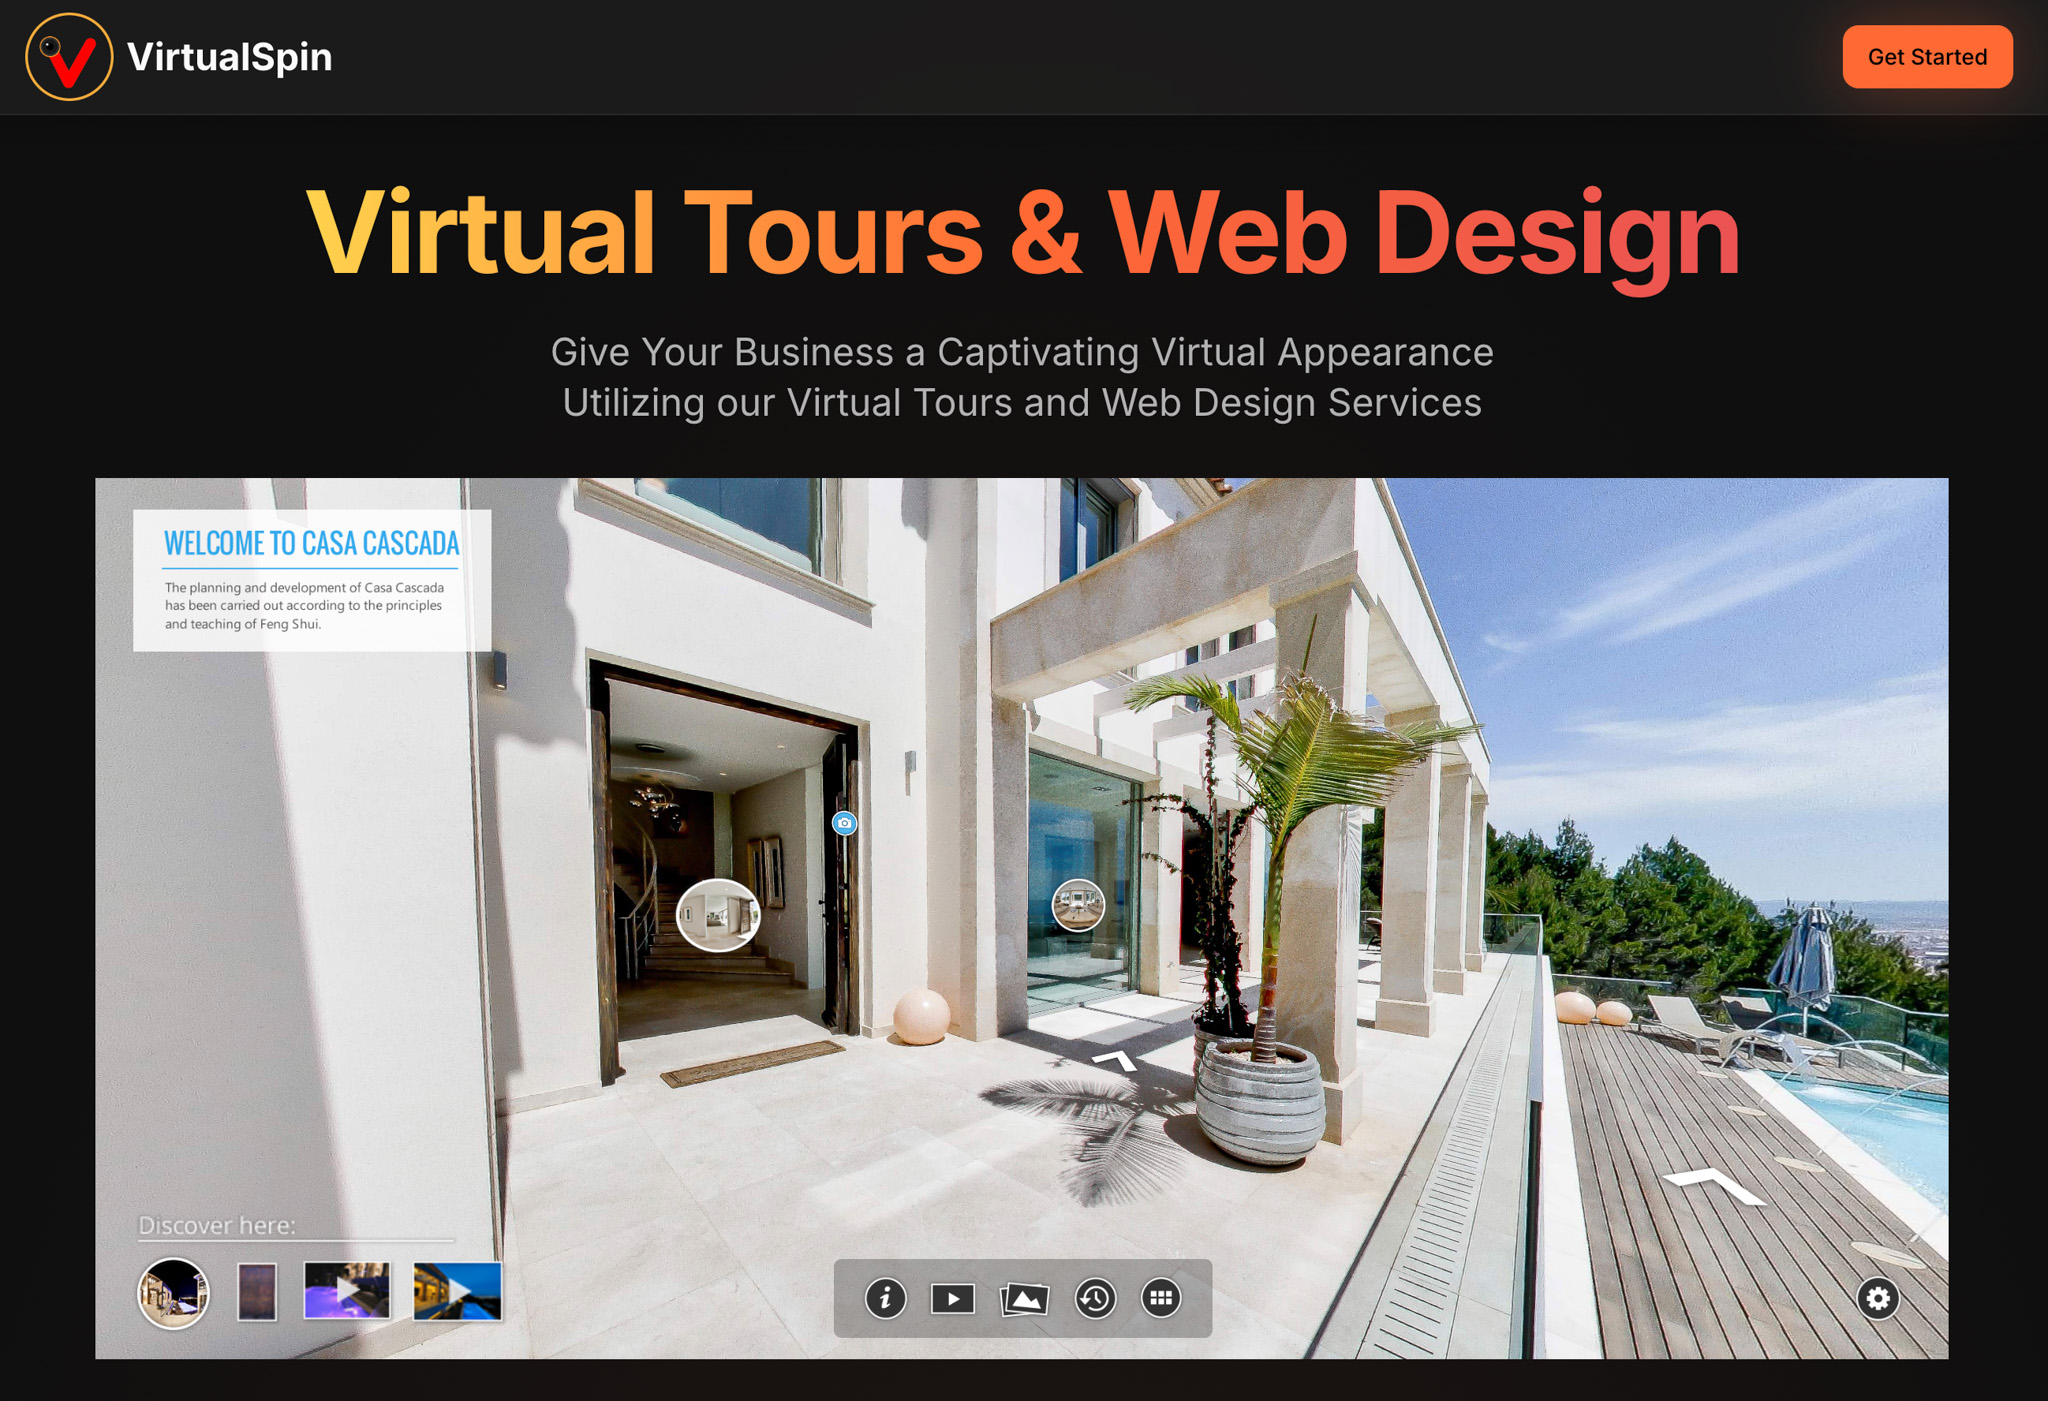 VirtualSpin
Get Started
Virtual Tours & Web Design
Give Your Business a Captivating Virtual Appearance
Utilizing our Virtual Tours and Web Design Services
WELCOME TO CASA CASCADA
The planning and development of Casa Cascada
has been carried out according to the principles
and teaching of Feng Shui.
Discover here: